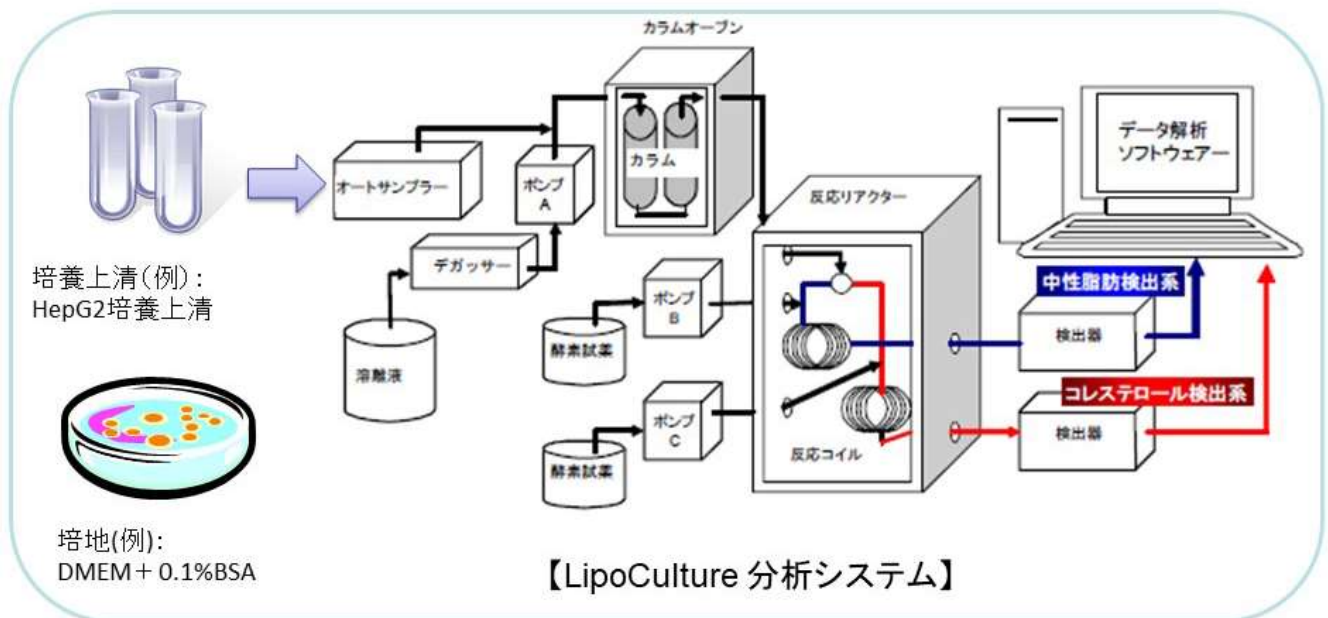 カラムオーブン
カラム
オートサンプラー
ポンプ
A
デガッサー
溶離液
培養上清(例):
HepG2培養上清
培地(例):
DMEM+0.1%BSA
酵素試薬
ポンプ
B
酵素試薬
ポンプ
C
反応リアクター
反応コイル
データ解析
ソフトウェアー
中性脂肪検出系
検出器
コレステロール検出系
検出器
【LipoCulture 分析システム】